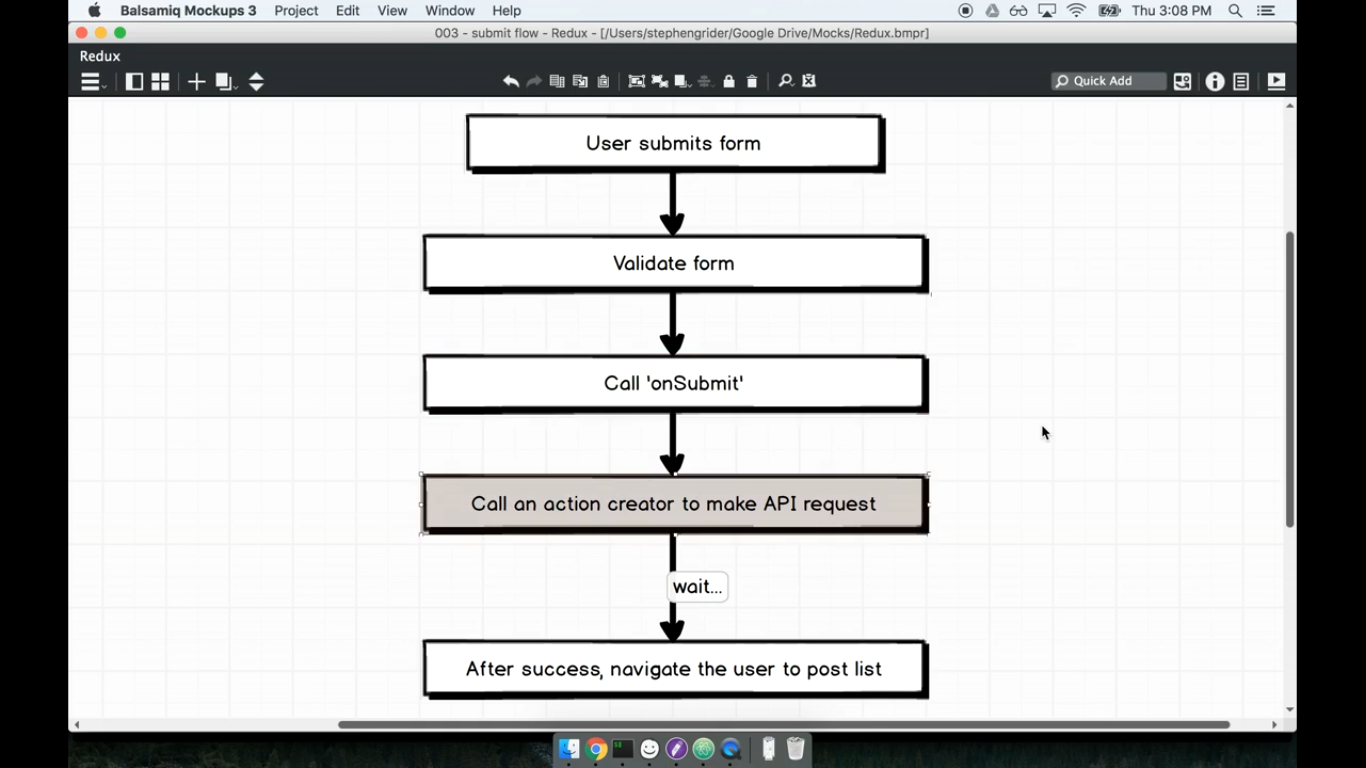 Balsamiq Mockups 3 Project Edit View Window Help Thu 3:08 PM
003 - submit flow - Redux - [/Users/stephengrider/Google Drive/Mocks/Redux.bmpr]
Redux
Quick Add
User submits form
Validate form
Call 'onSubmit'
Call an action creator to make API request
wait...
After success, navigate the user to post list